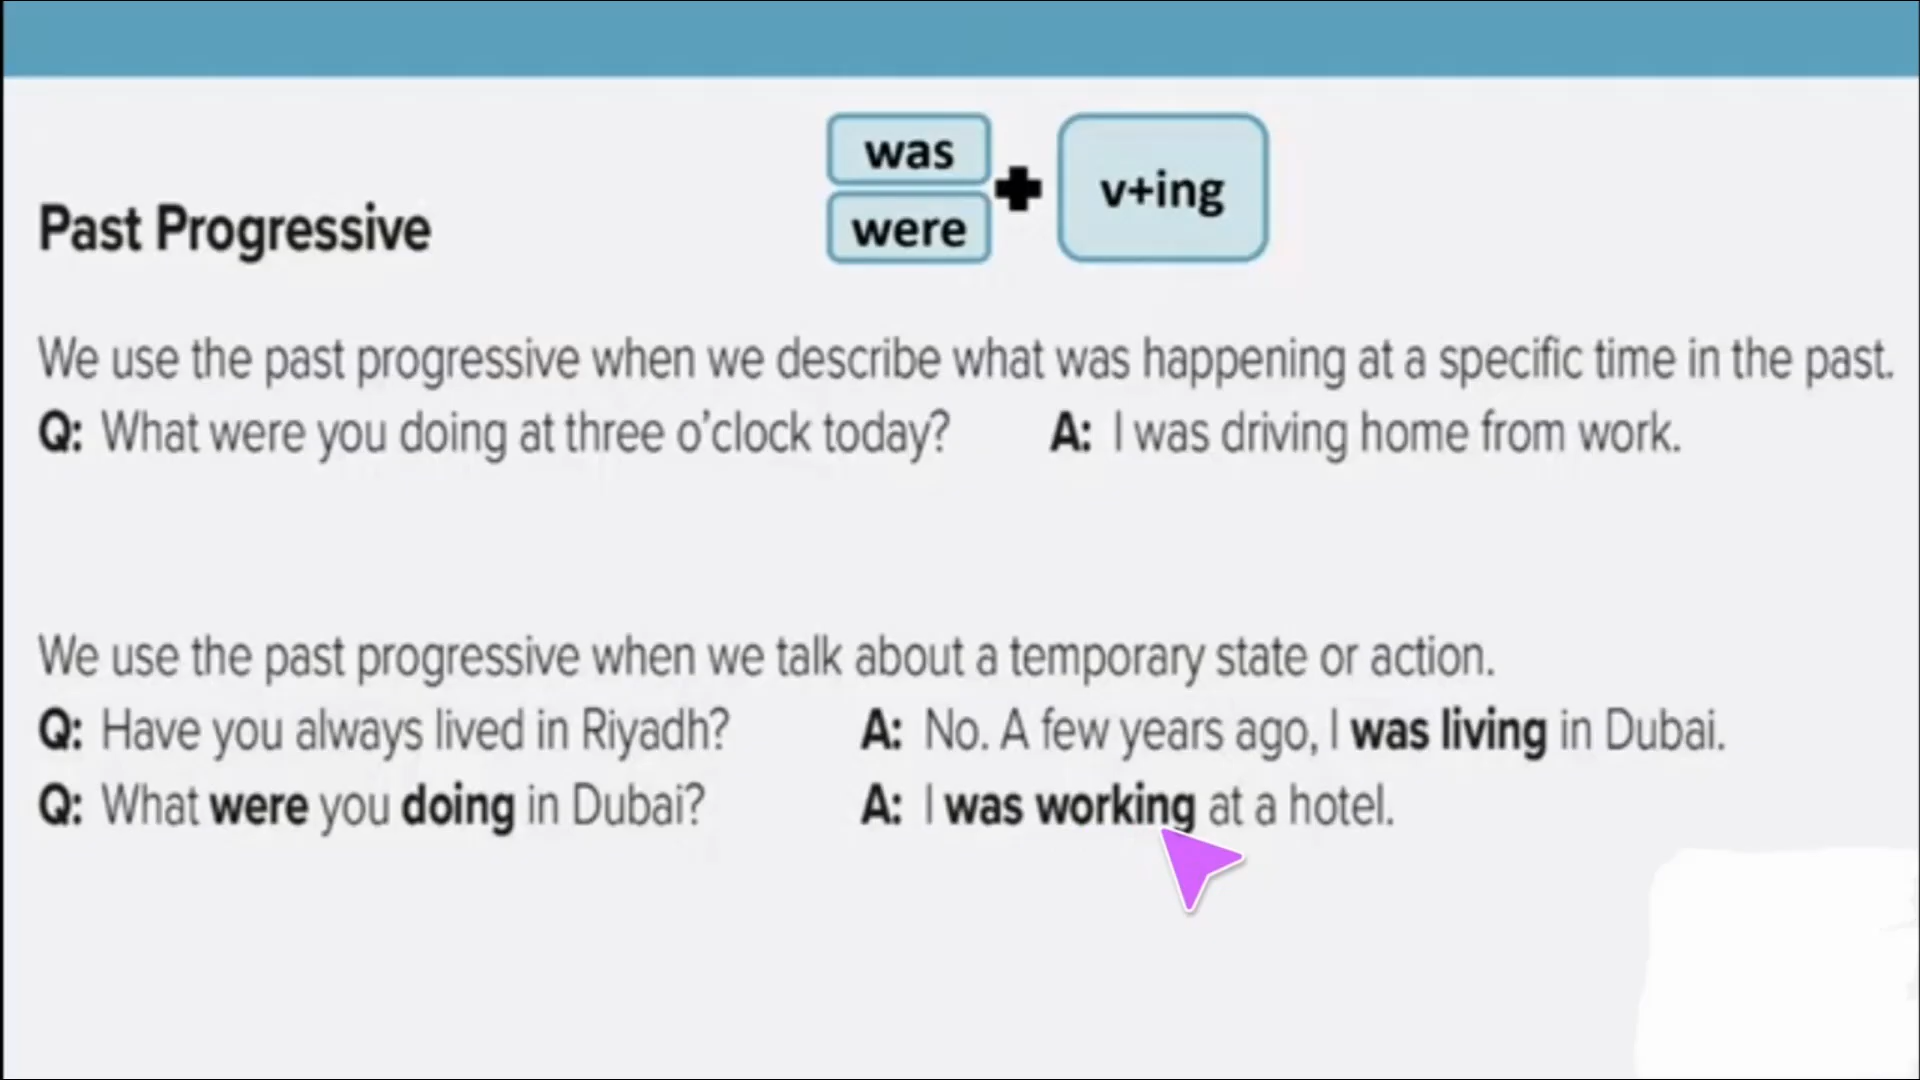 was
were
v+ing
Past Progressive
We use the past progressive when we describe what was happening at a specific time in the past.
Q: What were you doing at three o'clock today? A: I was driving home from work.
We use the past progressive when we talk about a temporary state or action.
Q: Have you always lived in Riyadh? A: No. A few years ago, I was living in Dubai.
Q: What were you doing in Dubai? A: I was working at a hotel.